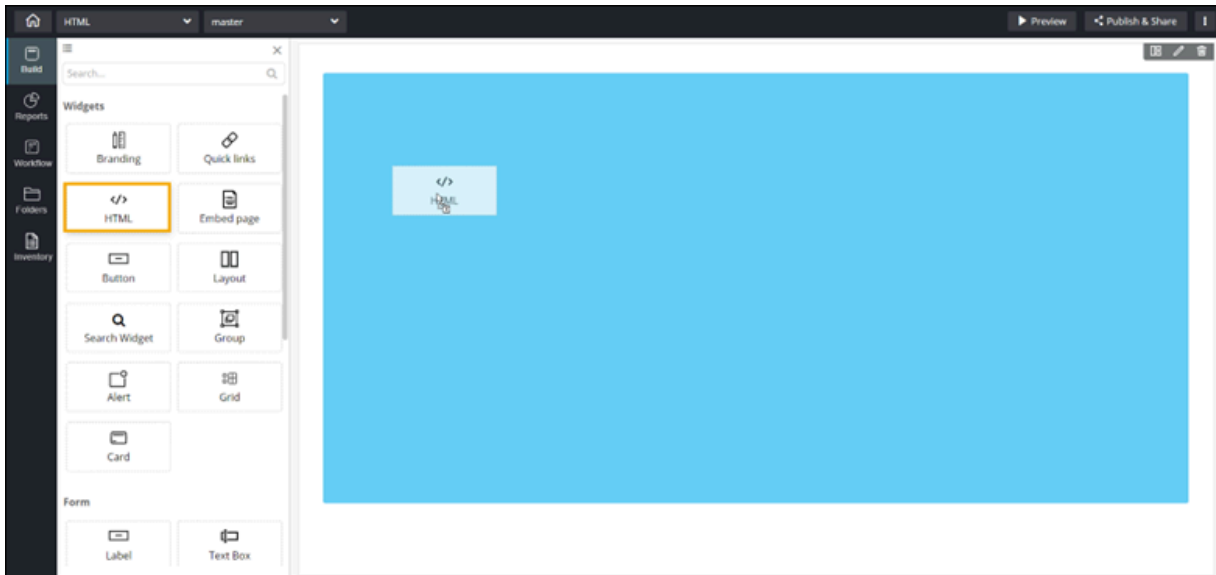 HTML
master
Preview
Publish & Share
Build
Reports
Workflow
Folders
Inventory
Search...
Widgets
Branding
Quick links
</>
HTML
Embed page
Button
Layout
Search Widget
Group
Alert
Grid
Card
Form
Label
Text Box
</>
HTML